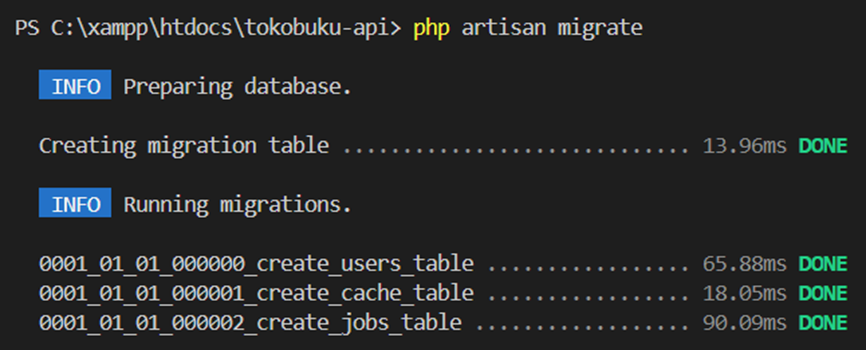 PS C:\xampp\htdocs\tokobuku-api> php artisan migrate
INFO Preparing database.
Creating migration table ............................. 13.96ms DONE
INFO Running migrations.
0001_01_01_000000_create_users_table ................. 65.88ms DONE
0001_01_01_000001_create_cache_table ................. 18.05ms DONE
0001_01_01_000002_create_jobs_table .................. 90.09ms DONE